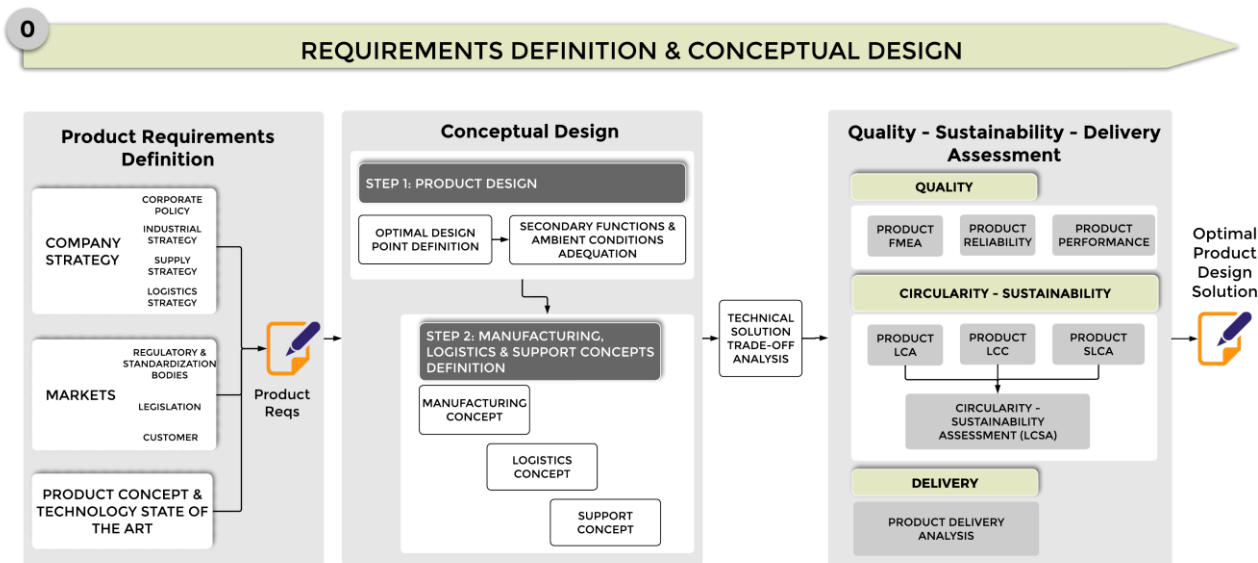 0
REQUIREMENTS DEFINITION & CONCEPTUAL DESIGN
Product Requirements
Definition
COMPANY
STRATEGY
CORPORATE
POLICY
INDUSTRIAL
STRATEGY
SUPPLY
STRATEGY
LOGISTICS
STRATEGY
MARKETS
REGULATORY &
STANDARDIZATION
BODIES
LEGISLATION
CUSTOMER
PRODUCT CONCEPT &
TECHNOLOGY STATE OF
THE ART
Product
Reqs
Conceptual Design
STEP 1: PRODUCT DESIGN
OPTIMAL DESIGN
POINT DEFINITION
SECONDARY FUNCTIONS &
AMBIENT CONDITIONS
ADEQUATION
STEP 2: MANUFACTURING,
LOGISTICS & SUPPORT CONCEPTS
DEFINITION
MANUFACTURING
CONCEPT
LOGISTICS
CONCEPT
SUPPORT
CONCEPT
TECHNICAL
SOLUTION
TRADE-OFF
ANALYSIS
Quality - Sustainability - Delivery
Assessment
QUALITY
PRODUCT
FMEA
PRODUCT
RELIABILITY
PRODUCT
PERFORMANCE
CIRCULARITY - SUSTAINABILITY
PRODUCT
LCA
PRODUCT
LCC
PRODUCT
SLCA
CIRCULARITY -
SUSTAINABILITY
ASSESSMENT (LCSA)
DELIVERY
PRODUCT DELIVERY
ANALYSIS
Optimal
Product
Design
Solution